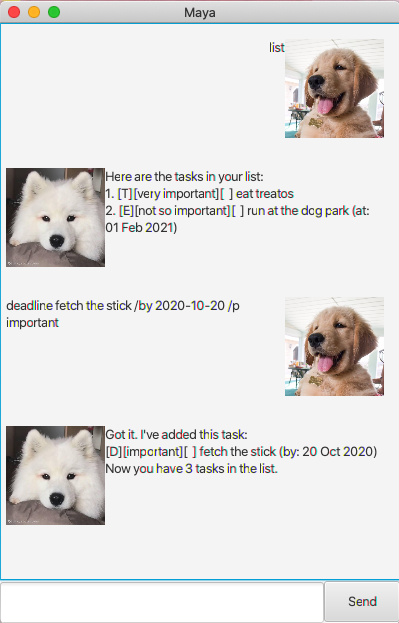 Maya
list
Here are the tasks in your list:
1. [T][very important][ ] eat treatos
2. [E][not so important][ ] run at the dog park (at:
01 Feb 2021)
deadline fetch the stick /by 2020-10-20 /p
important
Got it. I've added this task:
[D][important][ ] fetch the stick (by: 20 Oct 2020)
Now you have 3 tasks in the list.
Send